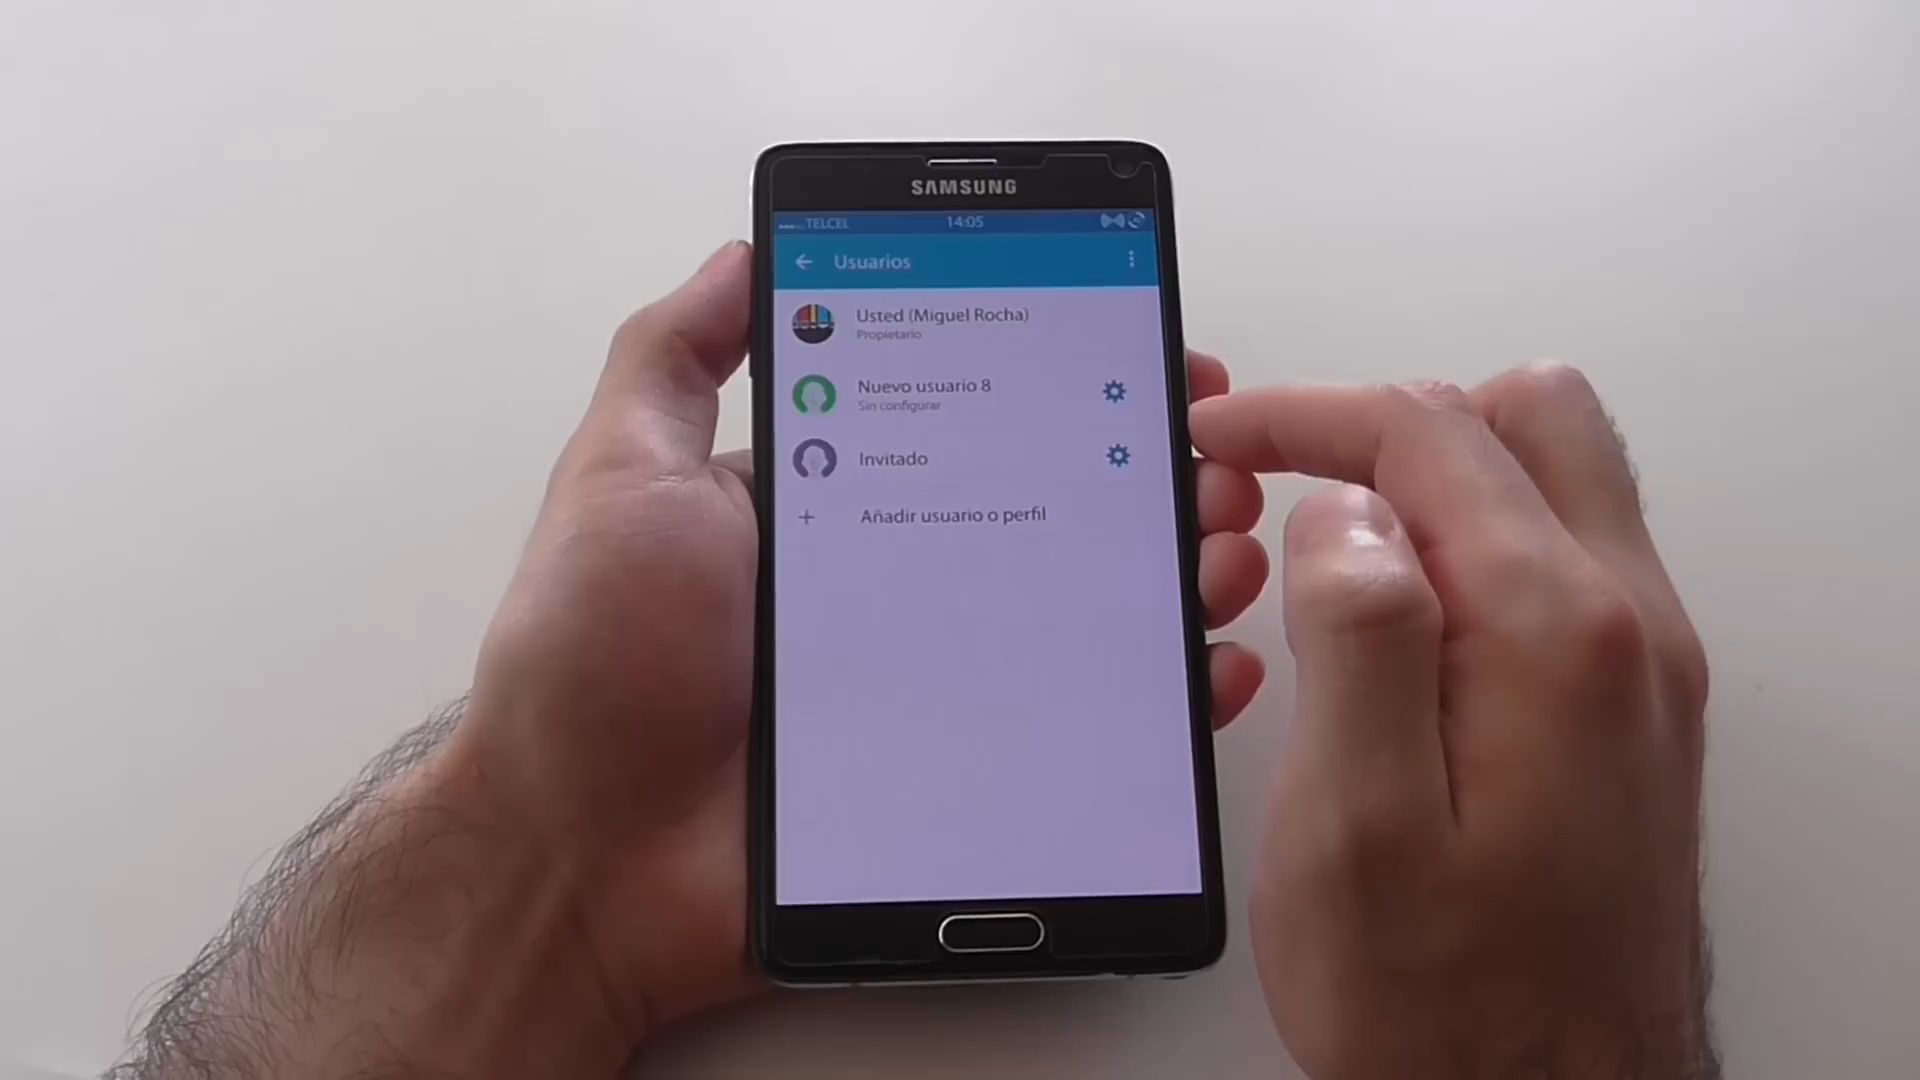 SAMSUNG
TELCEL 14:05
Usuarios
Usted (Miguel Rocha)
Propietario
Nuevo usuario 8
Sin configurar
Invitado
Añadir usuario o perfil